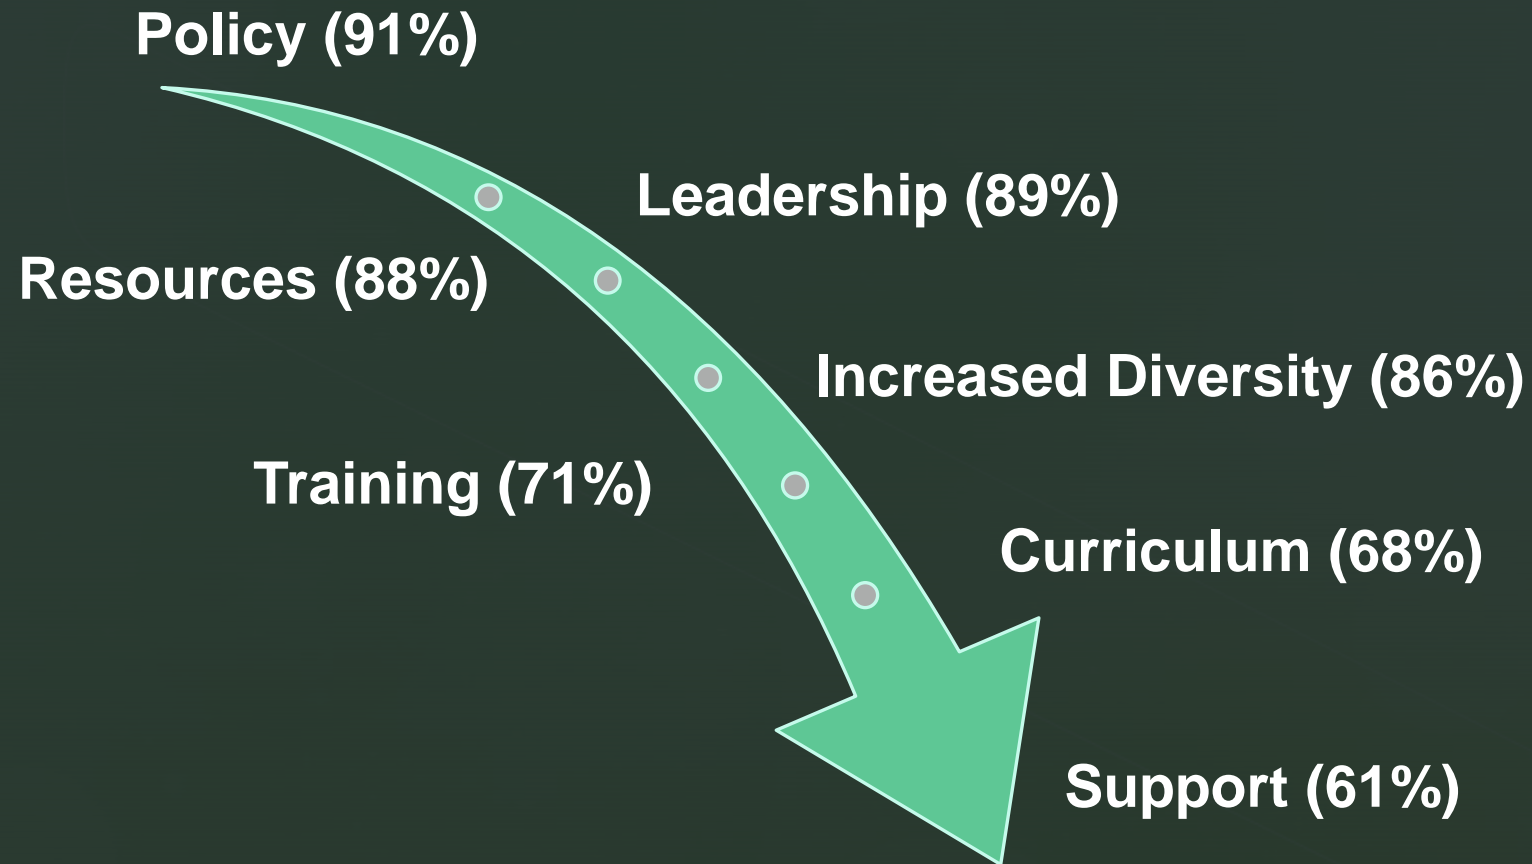 Policy (91%)
Leadership (89%)
Resources (88%)
Increased Diversity (86%)
Training (71%)
Curriculum (68%)
Support (61%)